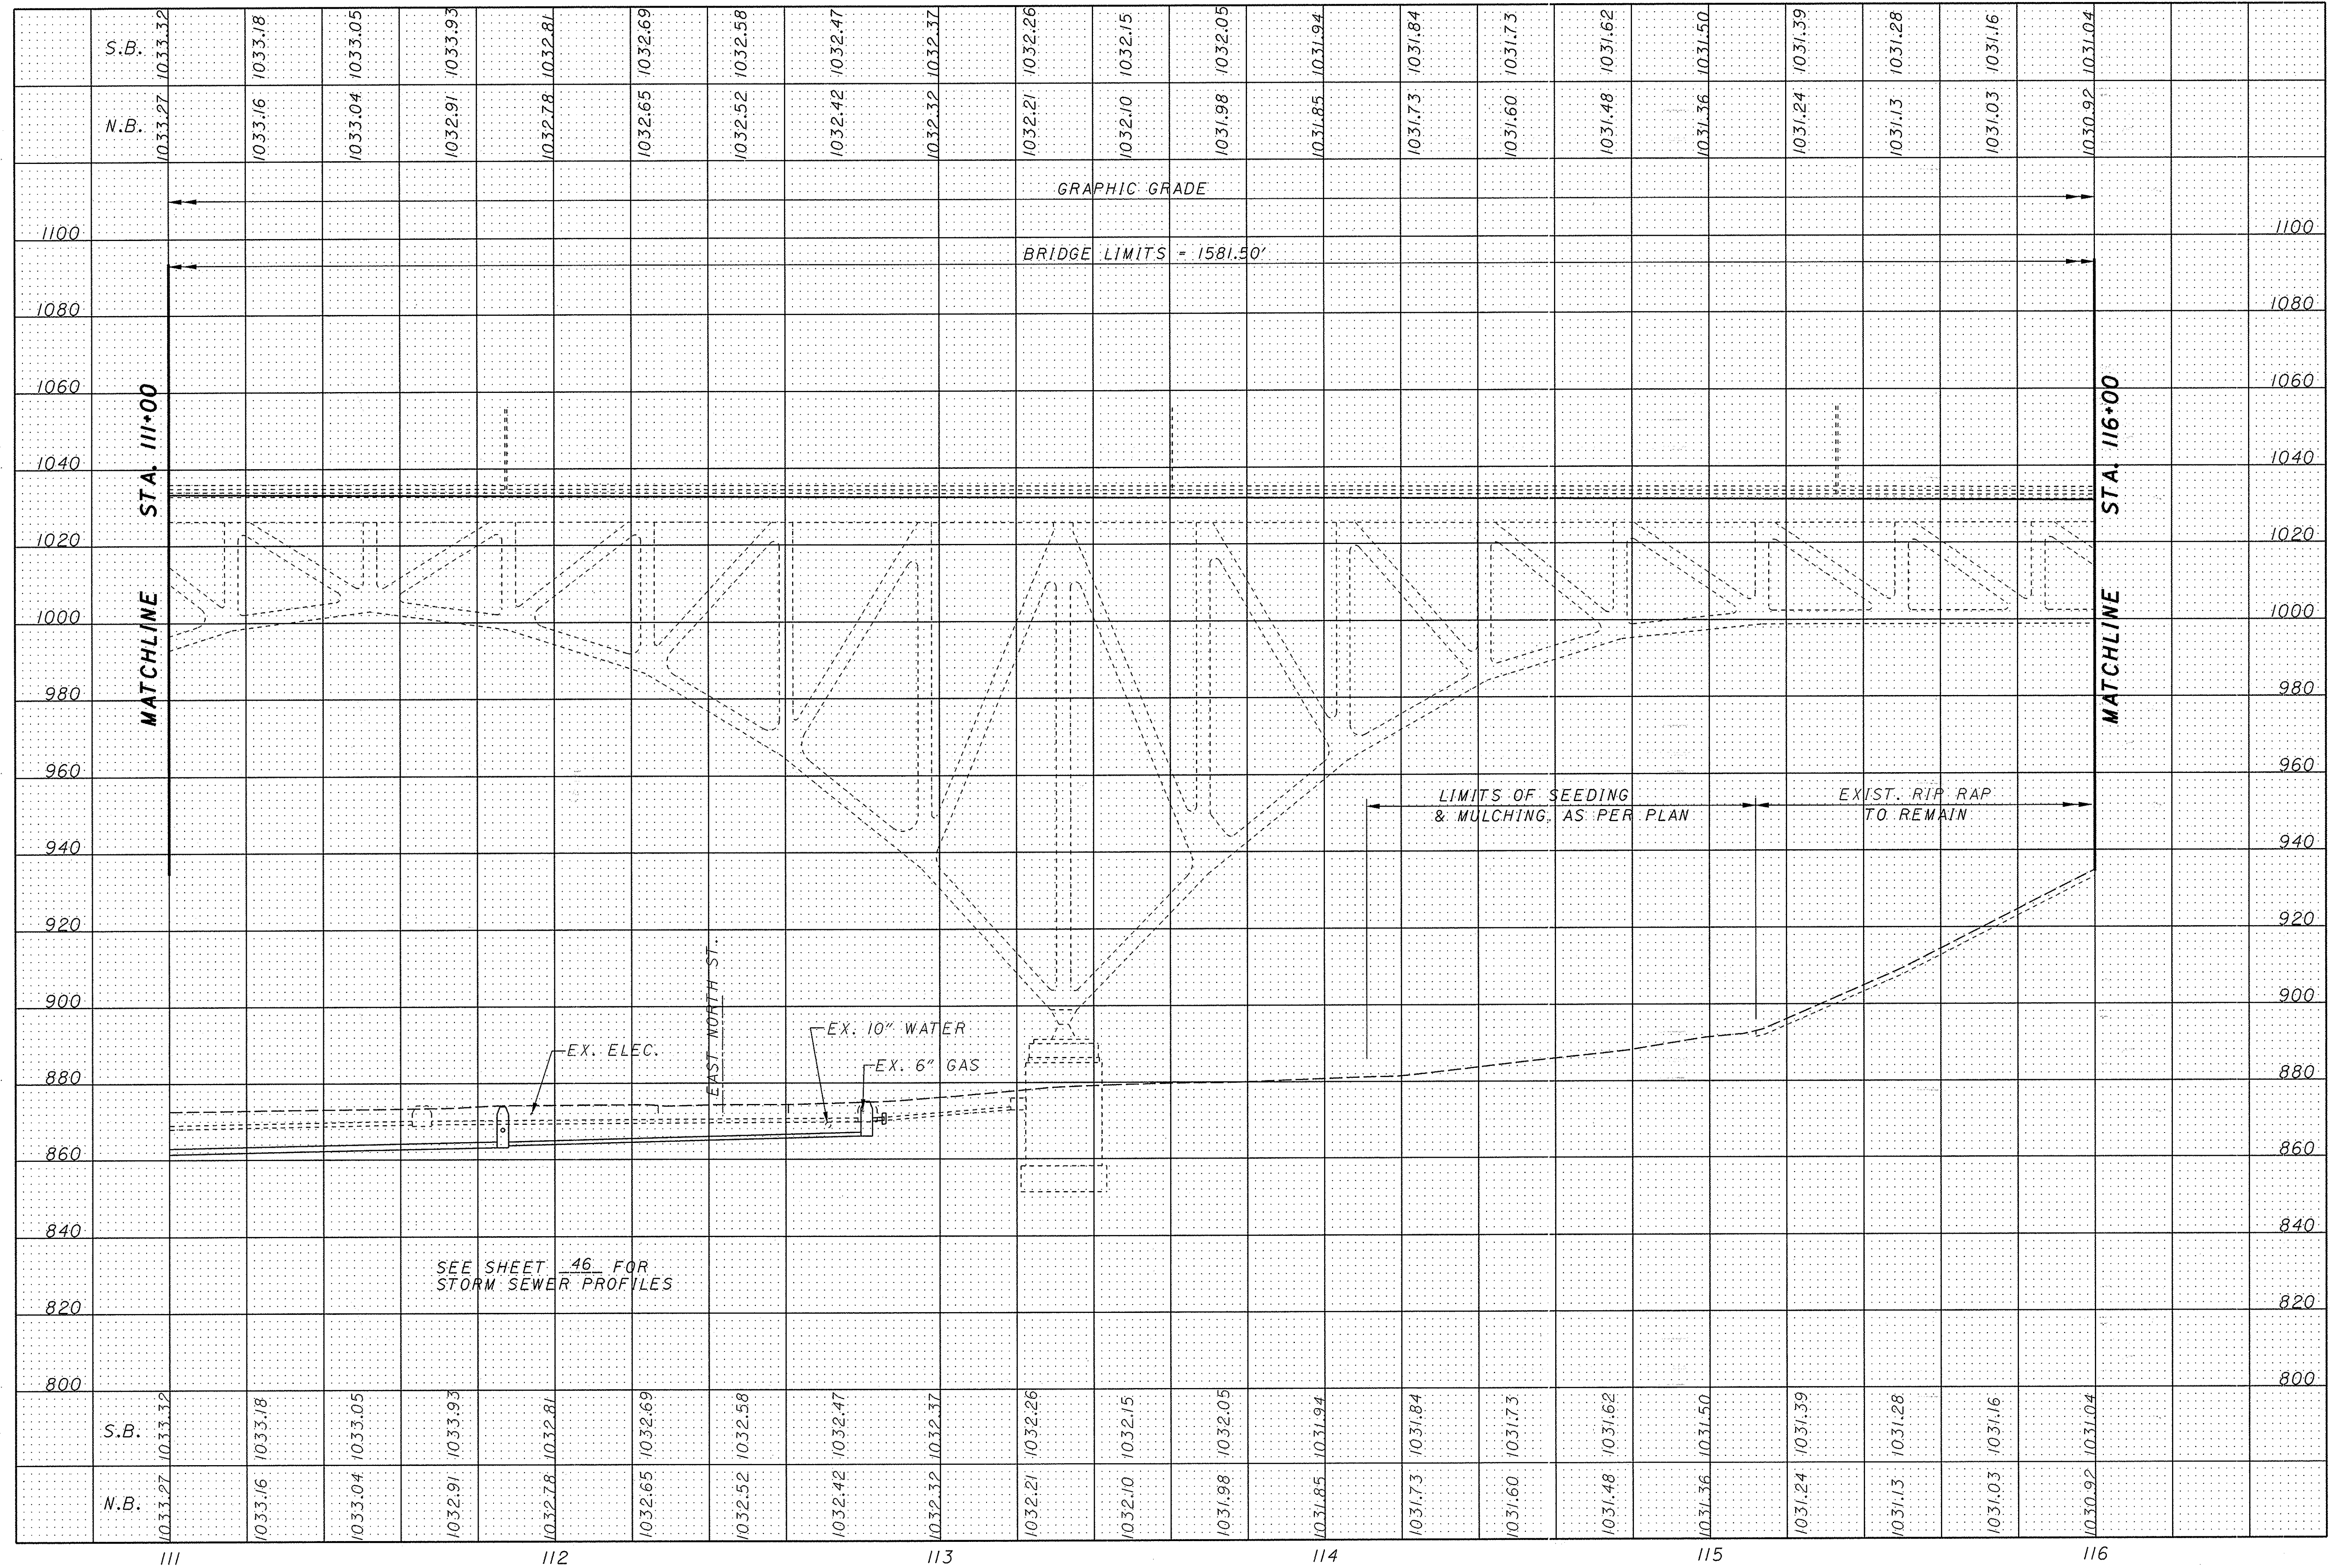 S.B. 1033.32 1033.18 1033.05 1033.93 1032.81 1032.69 1032.58 1032.47 1032.37 1032.26 1032.15 1032.05 1031.94 1031.84 1031.73 1031.62 1031.50 1031.39 1031.28 1031.16 1031.04
N.B. 1033.27 1033.16 1033.04 1032.91 1032.78 1032.65 1032.52 1032.42 1032.32 1032.21 1032.10 1031.98 1031.85 1031.73 1031.60 1031.48 1031.36 1031.24 1031.13 1031.03 1030.92
GRAPHIC GRADE
1100 1100
BRIDGE LIMITS = 1581.50'
1080 1080
1060 1060
1040 1040
1020 1020
1000 1000
980 980
MATCHLINE STA. 111+00
MATCHLINE STA. 116+00
960 960
LIMITS OF SEEDING
& MULCHING, AS PER PLAN
EXIST. RIP RAP
TO REMAIN
940 940
920 920
900 900
EAST NORTH ST.
EX. 10" WATER
EX. ELEC.
EX. 6" GAS
880 880
860 860
840 840
SEE SHEET 46 FOR
STORM SEWER PROFILES
820 820
800 800
S.B. 1033.32 1033.18 1033.05 1033.93 1032.81 1032.69 1032.58 1032.47 1032.37 1032.26 1032.15 1032.05 1031.94 1031.84 1031.73 1031.62 1031.50 1031.39 1031.28 1031.16 1031.04
N.B. 1033.27 1033.16 1033.04 1032.91 1032.78 1032.65 1032.52 1032.42 1032.32 1032.21 1032.10 1031.98 1031.85 1031.73 1031.60 1031.48 1031.36 1031.24 1031.13 1031.03 1030.92
111 112 113 114 115 116